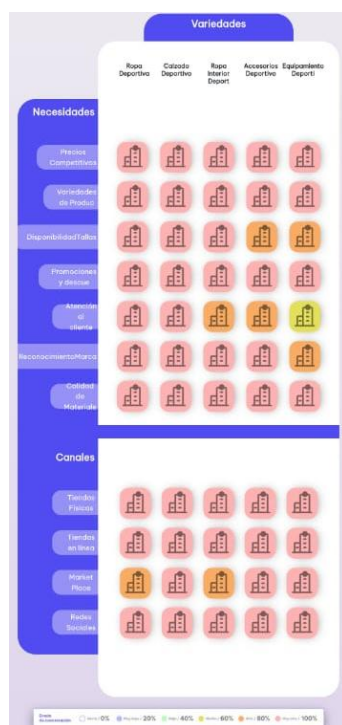 Variedades
Ropa Deportiva
Calzado Deportivo
Ropa Interior Deport
Accesorios Deportivo
Equipamiento Deporti
Necesidades
Precios
Competitivos
Variedades
de Produc
DisponibilidadTallas
Promociones
y descue
Atención
al
cliente
ReconocimientoMarca
Calidad
de
Materiale
Canales
Tiendas
Físicas
Tiendas
en línea
Market
Place
Redes
Sociales
0% 20% 40% 60% 80% 100%